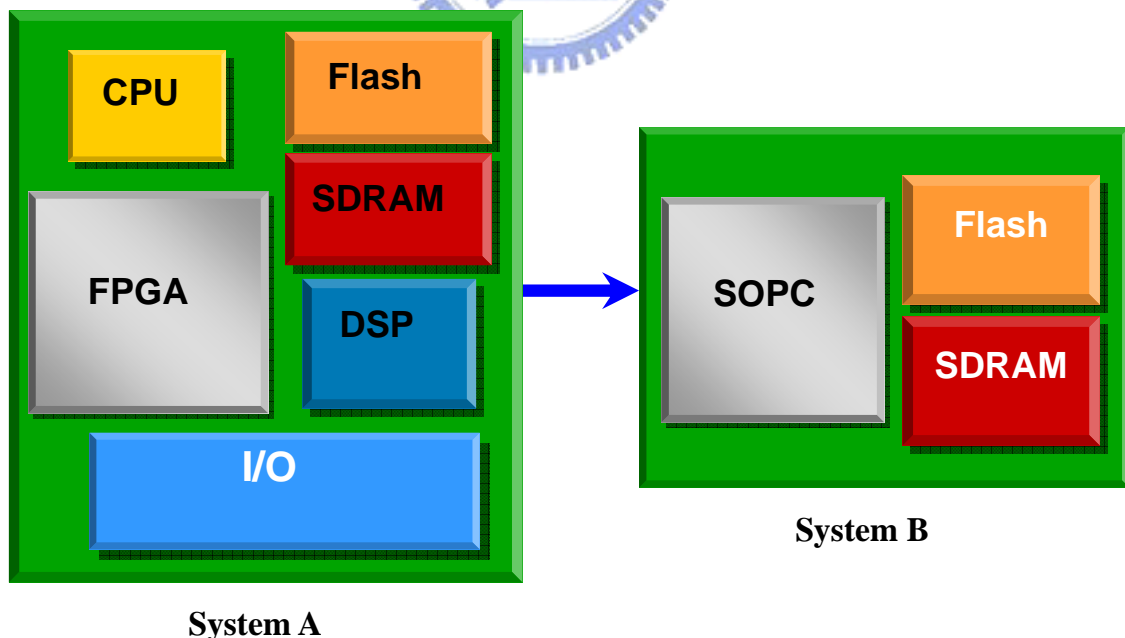 CPU
Flash
SDRAM
FPGA
DSP
I/O
System A
SOPC
Flash
SDRAM
System B